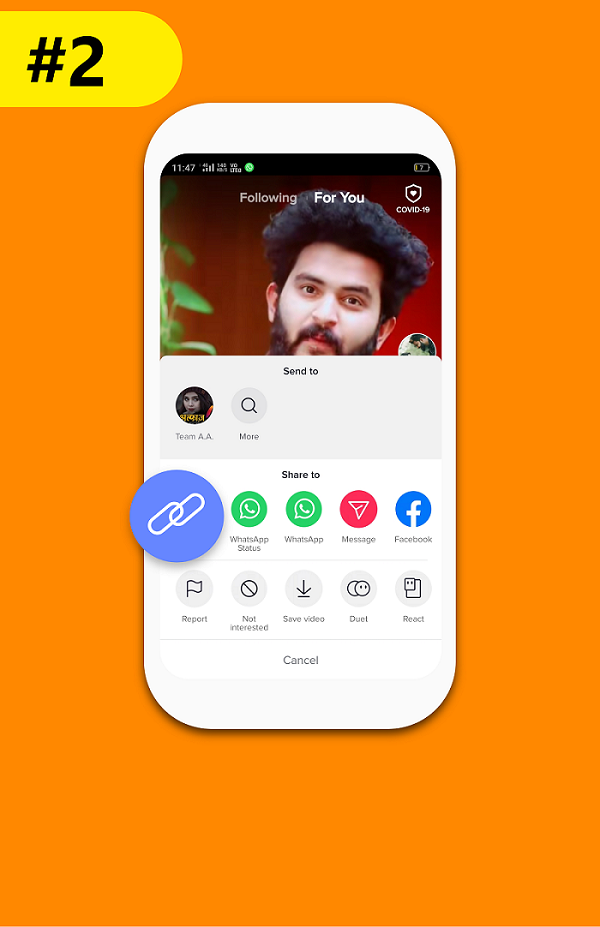 #2
11:47
Following For You
COVID-19
Send to
Team A.A. More
Share to
WhatsApp Status WhatsApp Message Facebook
Report Not interested Save video Duet React
Cancel